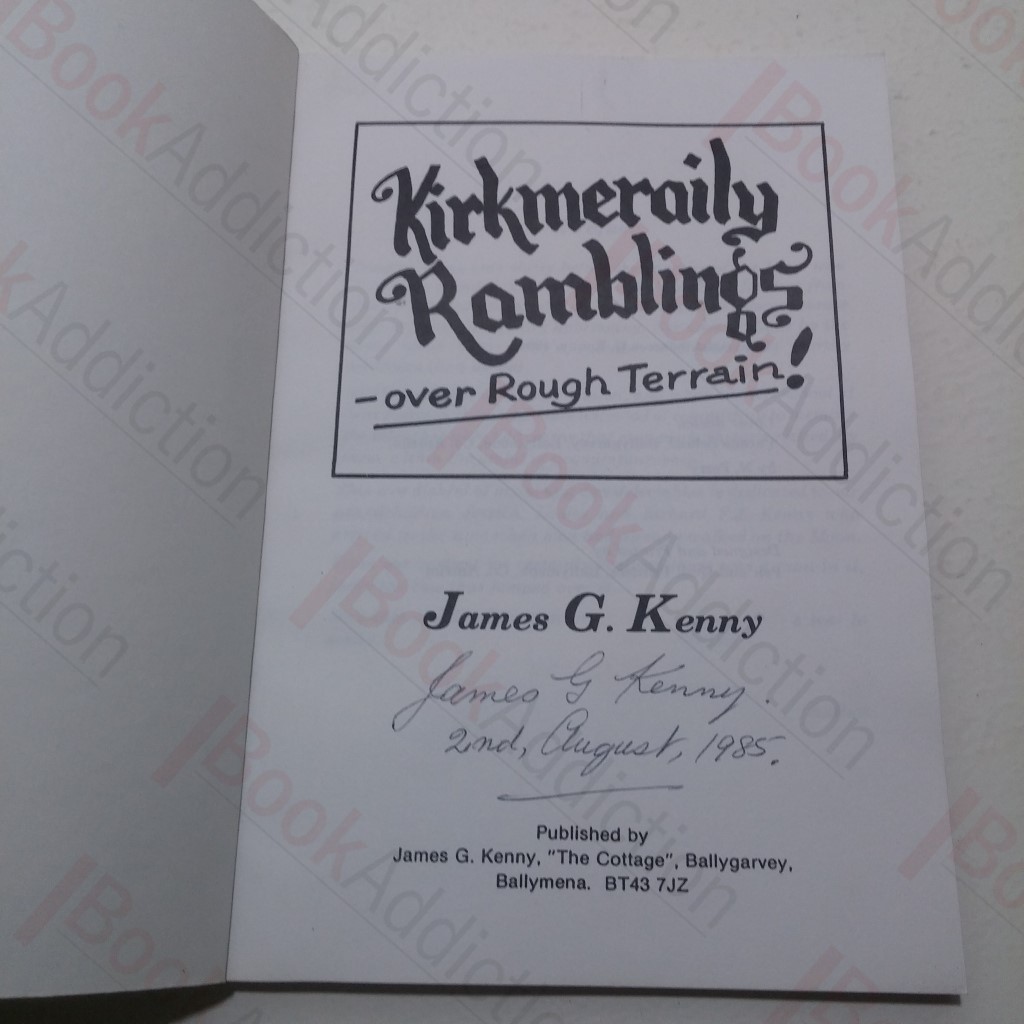 Kirkmeraily
Ramblings
-over Rough Terrain!
James G. Kenny
James G Kenny.
2nd, August, 1985.
Published by
James G. Kenny, "The Cottage", Ballygarvey,
Ballymena. BT43 7JZ
BookAddiction